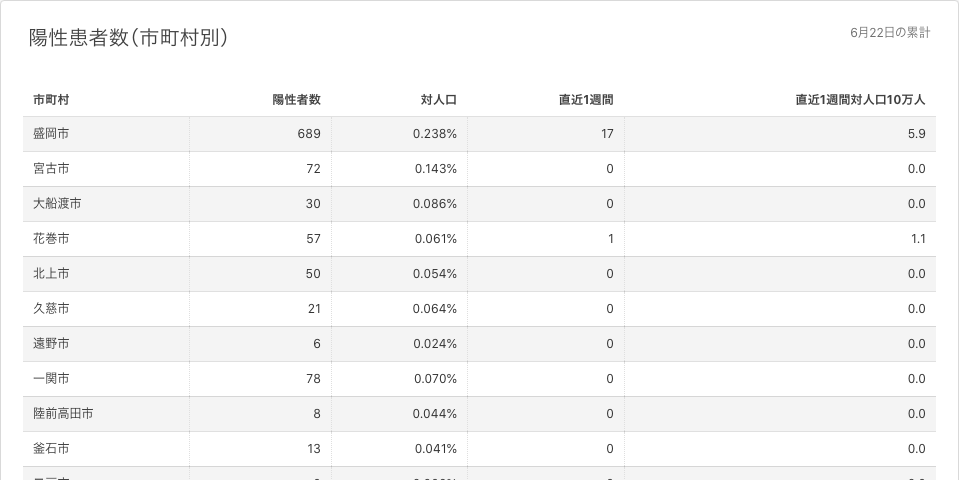 陽性患者数(市町村別)
6月22日の累計
市町村 陽性者数 対人口 直近1週間 直近1週間対人口10万人
盛岡市 689 0.238% 17 5.9
宮古市 72 0.143% 0 0.0
大船渡市 30 0.086% 0 0.0
花巻市 57 0.061% 1 1.1
北上市 50 0.054% 0 0.0
久慈市 21 0.064% 0 0.0
遠野市 6 0.024% 0 0.0
一関市 78 0.070% 0 0.0
陸前高田市 8 0.044% 0 0.0
釜石市 13 0.041% 0 0.0